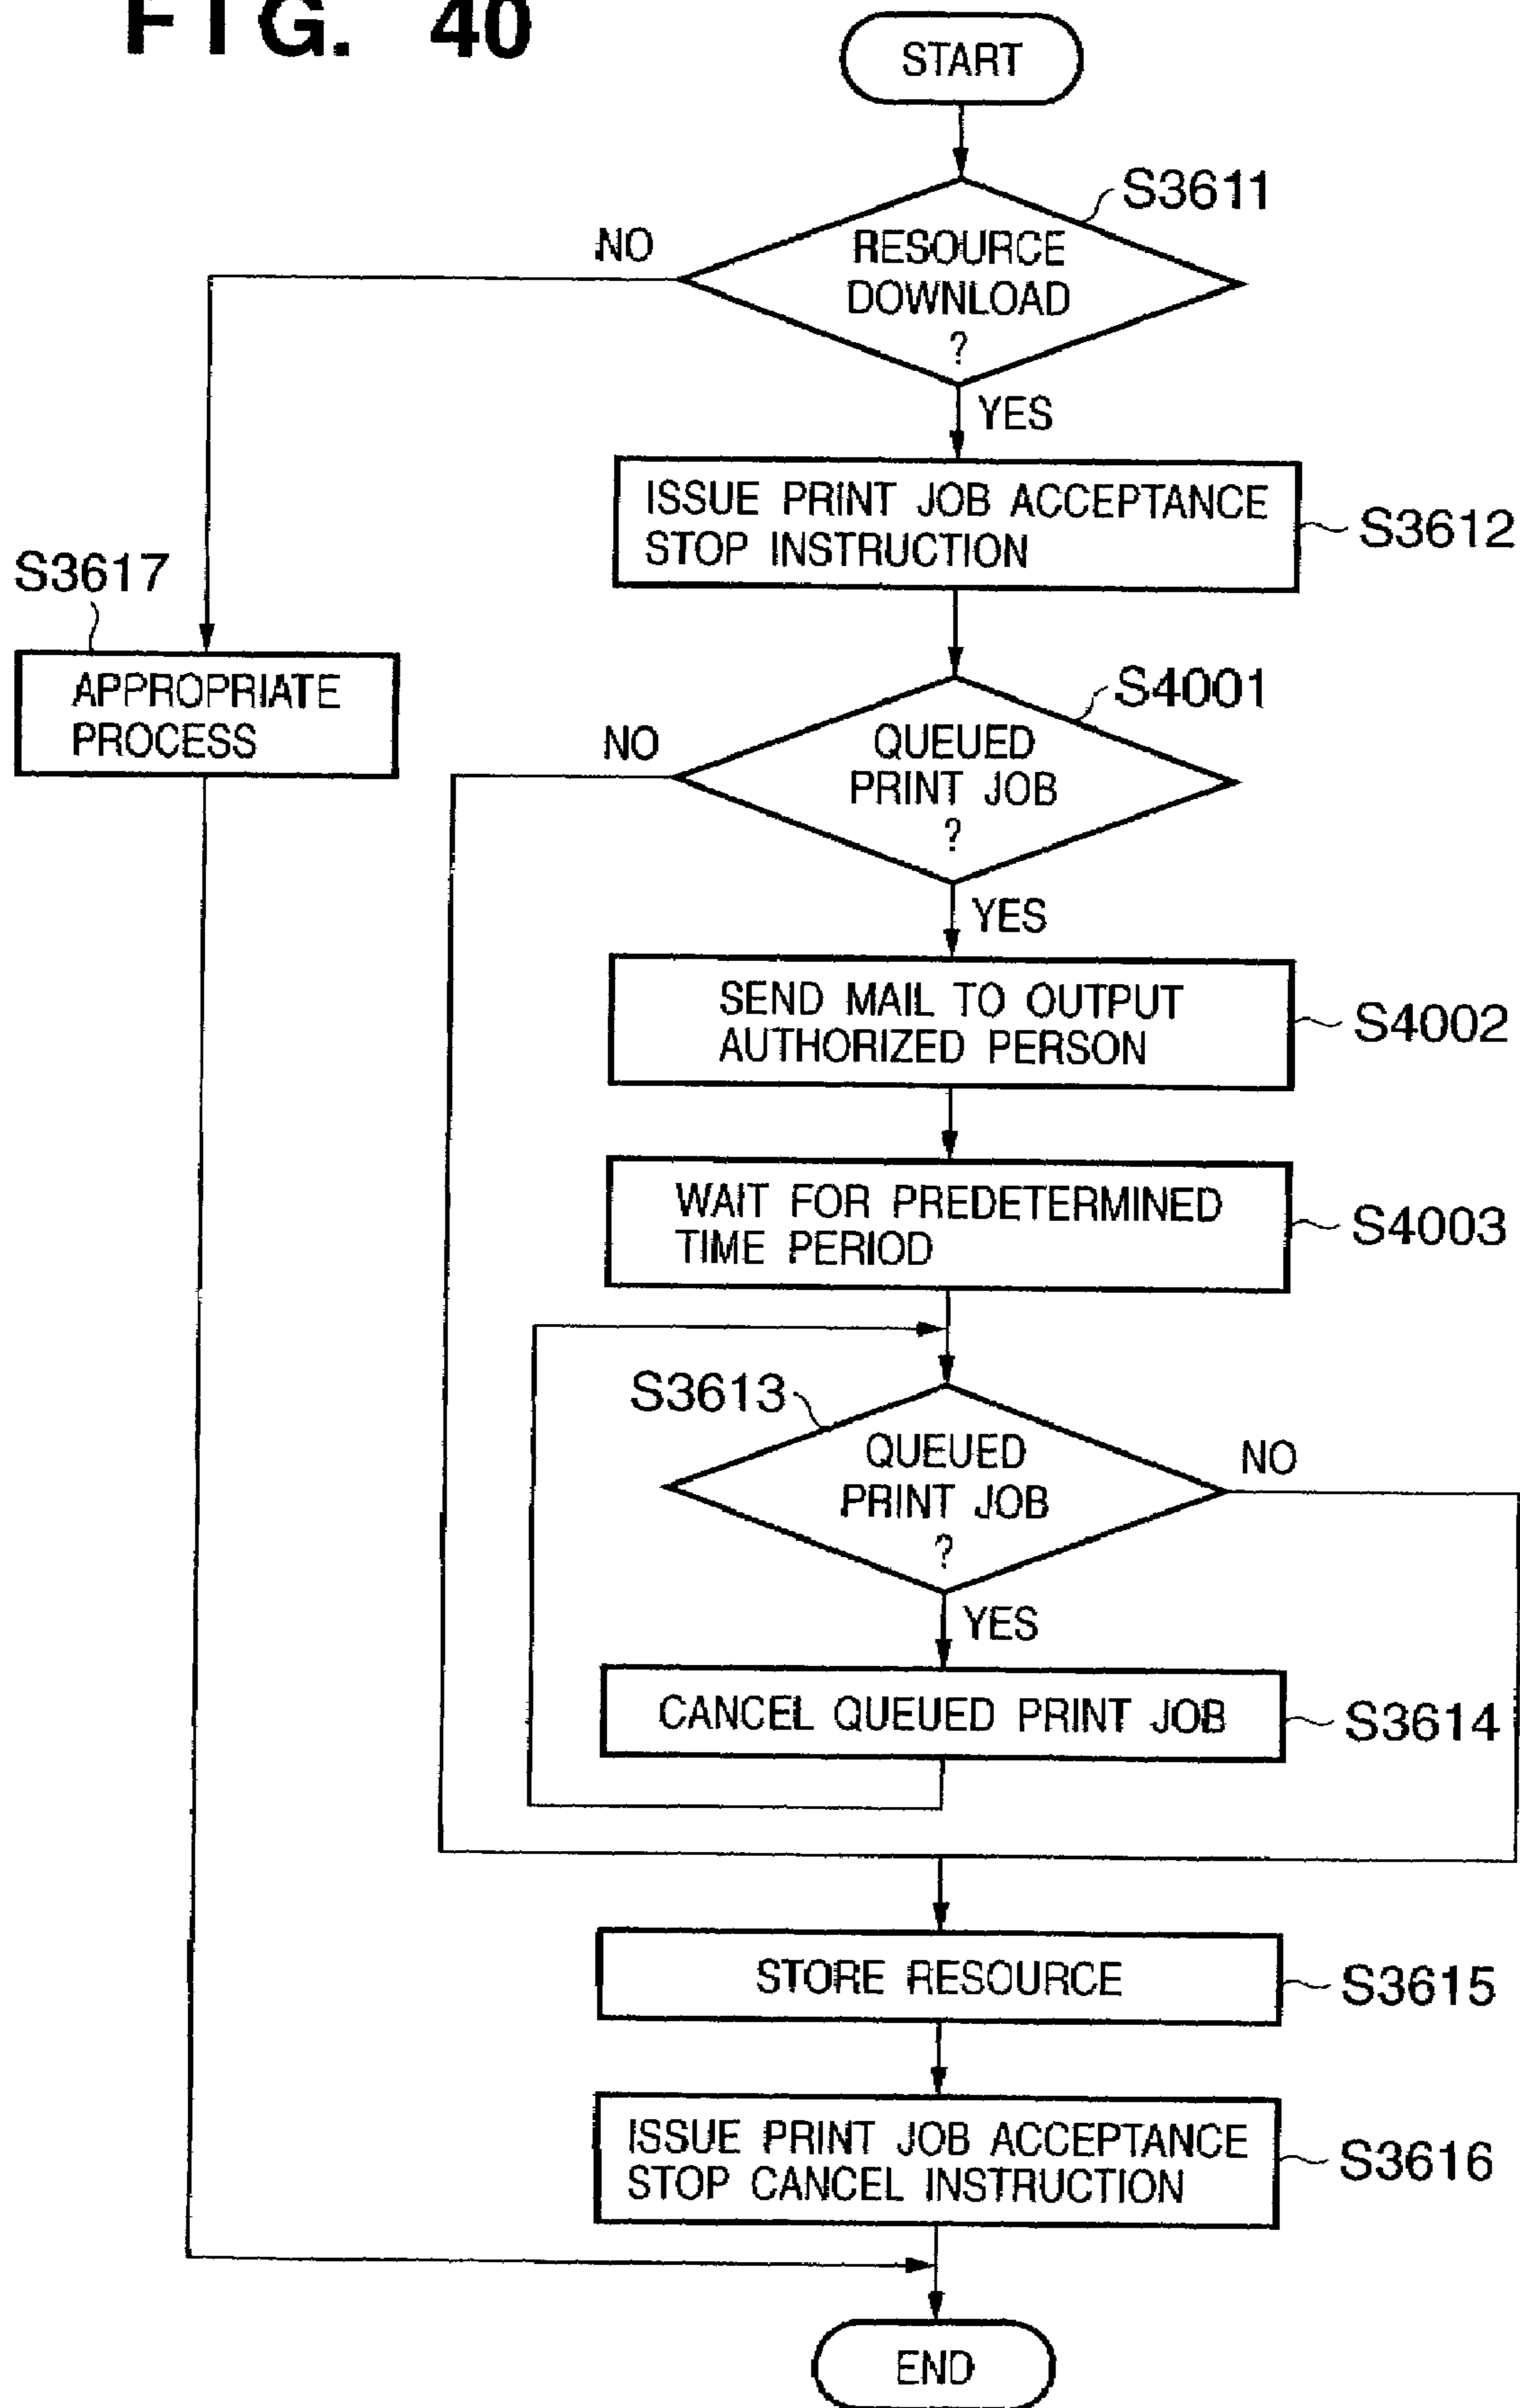 FIG. 40
START
S3611
RESOURCE
DOWNLOAD
?
NO
YES
ISSUE PRINT JOB ACCEPTANCE
STOP INSTRUCTION
S3612
S3617
APPROPRIATE
PROCESS
S4001
QUEUED
PRINT JOB
?
NO
YES
SEND MAIL TO OUTPUT
AUTHORIZED PERSON
S4002
WAIT FOR PREDETERMINED
TIME PERIOD
S4003
S3613
QUEUED
PRINT JOB
?
NO
YES
CANCEL QUEUED PRINT JOB
S3614
STORE RESOURCE
S3615
ISSUE PRINT JOB ACCEPTANCE
STOP CANCEL INSTRUCTION
S3616
END